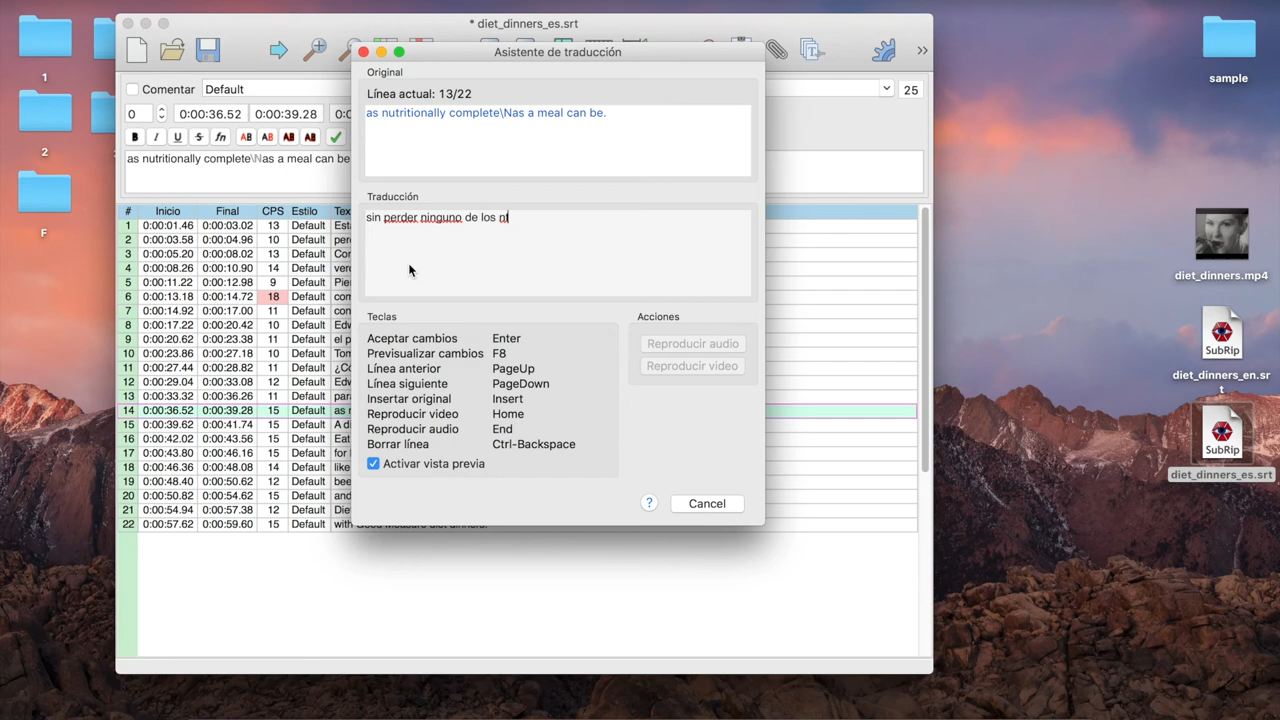 * diet_dinners_es.srt
Comentar
Default
25
0
0:00:36.52
0:00:39.28
B I U S fn AB AB AB AB
as nutritionally complete\Nas a meal can be
# Inicio Final CPS Estilo
1 0:00:01.46 0:00:03.02 13 Default
2 0:00:03.58 0:00:04.96 10 Default
3 0:00:05.20 0:00:08.02 13 Default
4 0:00:08.26 0:00:10.90 14 Default
5 0:00:11.22 0:00:12.98 9 Default
6 0:00:13.18 0:00:14.72 18 Default
7 0:00:14.92 0:00:17.00 11 Default
8 0:00:17.22 0:00:20.42 10 Default
9 0:00:20.62 0:00:23.38 11 Default
10 0:00:23.86 0:00:27.18 10 Default
11 0:00:27.44 0:00:28.82 11 Default
12 0:00:29.04 0:00:33.08 12 Default
13 0:00:33.32 0:00:36.26 11 Default
14 0:00:36.52 0:00:39.28 15 Default
15 0:00:39.62 0:00:41.74 15 Default
16 0:00:42.02 0:00:43.56 15 Default
17 0:00:43.80 0:00:46.16 15 Default
18 0:00:46.36 0:00:48.08 14 Default
19 0:00:48.40 0:00:50.62 12 Default
20 0:00:50.82 0:00:54.62 15 Default
21 0:00:54.94 0:00:57.38 12 Default
22 0:00:57.62 0:00:59.60 15 Default
Asistente de traducción
Original
Línea actual: 13/22
as nutritionally complete\Nas a meal can be.
Traducción
sin perder ninguno de los
Teclas
Aceptar cambios Enter
Previsualizar cambios F8
Línea anterior PageUp
Línea siguiente PageDown
Insertar original Insert
Reproducir video Home
Reproducir audio End
Borrar línea Ctrl-Backspace
Activar vista previa
Acciones
Reproducir audio
Reproducir video
?
Cancel
1
2
F
sample
diet_dinners.mp4
SubRip
diet_dinners_en.sr
t
SubRip
diet_dinners_es.srt